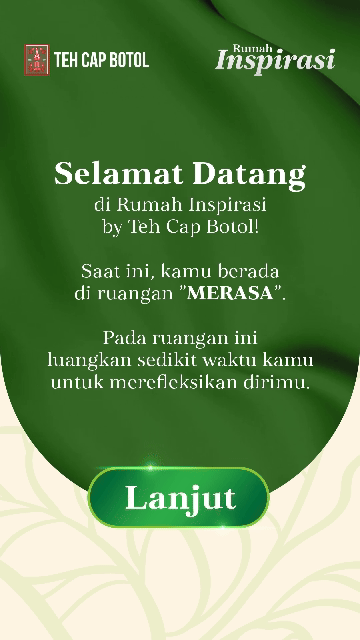 TEH CAP BOTOL
Rumah
Inspirasi
Selamat Datang
di Rumah Inspirasi
by Teh Cap Botol!
Saat ini, kamu berada
di ruangan "MERASA".
Pada ruangan ini
luangkan sedikit waktu kamu
untuk merefleksikan dirimu.
Lanjut